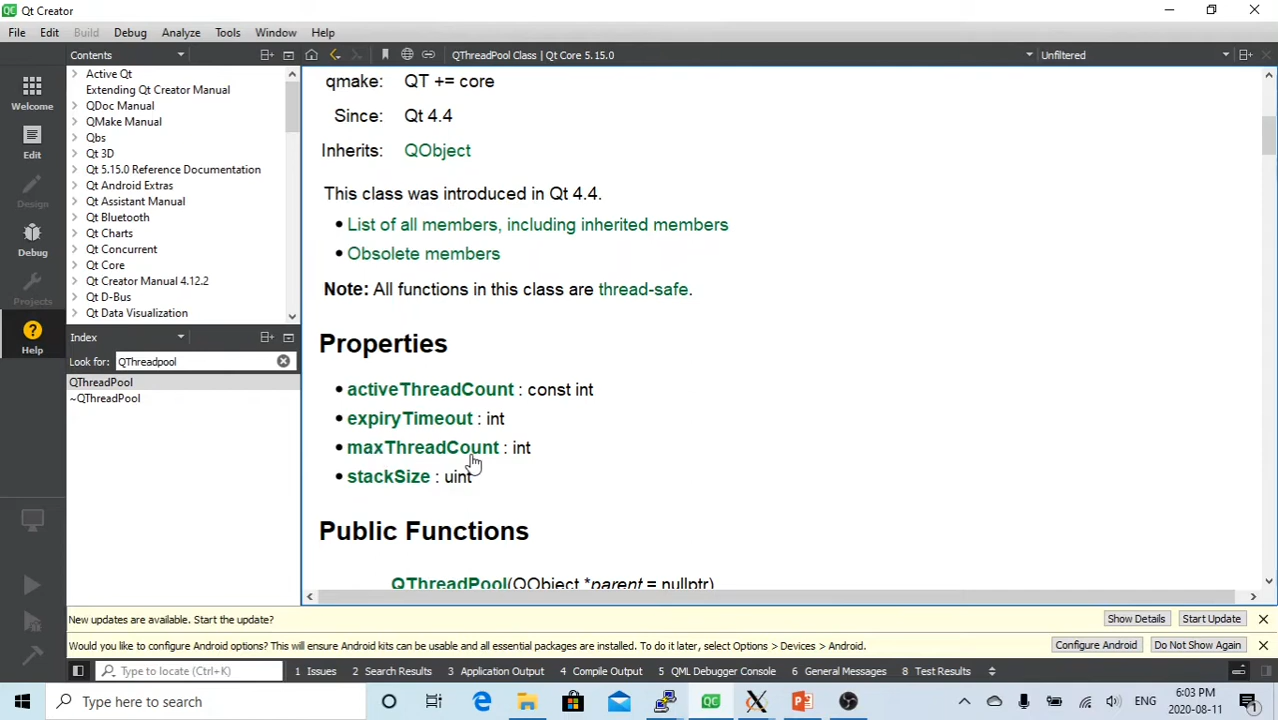 QC Qt Creator
File Edit Build Debug Analyze Tools Window Help
Contents
QThreadPool Class | Qt Core 5.15.0
Unfiltered
Welcome
Edit
Design
Debug
Projects
Help
Active Qt
Extending Qt Creator Manual
QDoc Manual
QMake Manual
Qbs
Qt 3D
Qt 5.15.0 Reference Documentation
Qt Android Extras
Qt Assistant Manual
Qt Bluetooth
Qt Charts
Qt Concurrent
Qt Core
Qt Creator Manual 4.12.2
Qt D-Bus
Qt Data Visualization
Index
Look for: QThreadpool
QThreadPool
~QThreadPool
qmake: QT += core
Since: Qt 4.4
Inherits: QObject
This class was introduced in Qt 4.4.
• List of all members, including inherited members
• Obsolete members
Note: All functions in this class are thread-safe.
Properties
• activeThreadCount : const int
• expiryTimeout : int
• maxThreadCount : int
• stackSize : uint
Public Functions
QThreadPool(QObject *parent = nullptr)
New updates are available. Start the update?
Show Details
Start Update
Would you like to configure Android options? This will ensure Android kits can be usable and all essential packages are installed. To do it later, select Options > Devices > Android.
Configure Android
Do Not Show Again
Type to locate (Ctrl+K)
1 Issues 2 Search Results 3 Application Output 4 Compile Output 5 QML Debugger Console 6 General Messages 8 Test Results
Type here to search
ENG
6:03 PM
2020-08-11
1